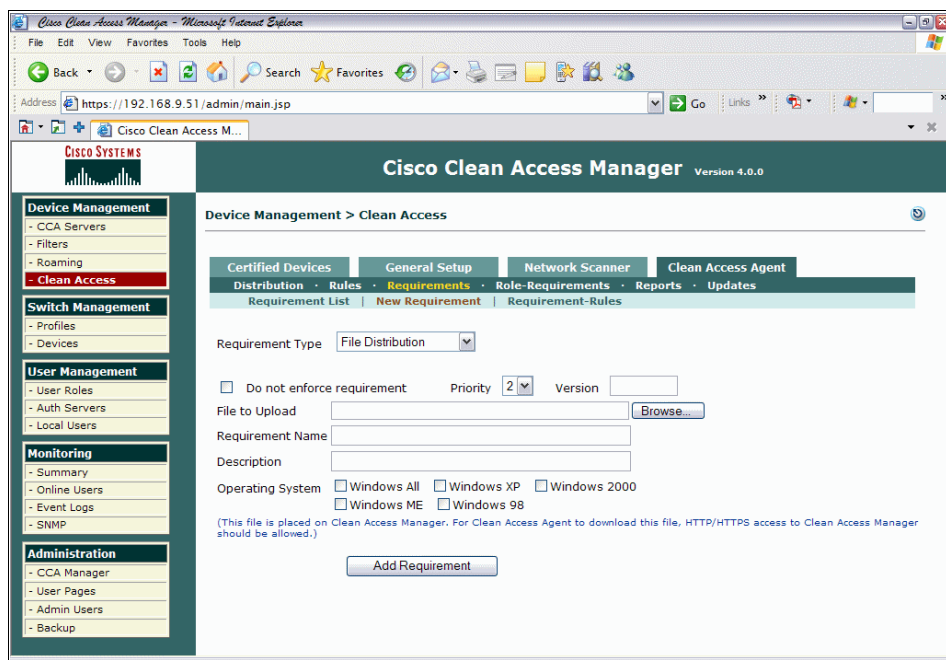 Cisco Clean Access Manager - Microsoft Internet Explorer
File Edit View Favorites Tools Help
Back Search Favorites
Address https://192.168.9.51/admin/main.jsp Go Links »
Cisco Clean Access M...
CISCO SYSTEMS
Cisco Clean Access Manager Version 4.0.0
Device Management
- CCA Servers
- Filters
- Roaming
- Clean Access
Switch Management
- Profiles
- Devices
User Management
- User Roles
- Auth Servers
- Local Users
Monitoring
- Summary
- Online Users
- Event Logs
- SNMP
Administration
- CCA Manager
- User Pages
- Admin Users
- Backup
Device Management > Clean Access
Certified Devices General Setup Network Scanner Clean Access Agent
Distribution · Rules · Requirements · Role-Requirements · Reports · Updates
Requirement List | New Requirement | Requirement-Rules
Requirement Type File Distribution
Do not enforce requirement Priority 2 Version
File to Upload Browse...
Requirement Name
Description
Operating System Windows All Windows XP Windows 2000
Windows ME Windows 98
(This file is placed on Clean Access Manager. For Clean Access Agent to download this file, HTTP/HTTPS access to Clean Access Manager
should be allowed.)
Add Requirement